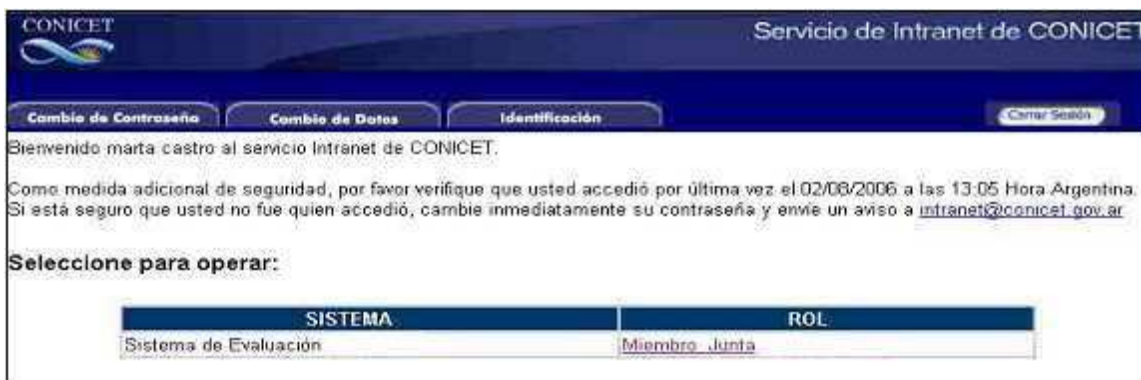 CONICET
Servicio de Intranet de CONICET
Cambio de Contraseña Cambio de Datos Identificación Cerrar Sesión
Bienvenido marta castro al servicio Intranet de CONICET.
Como medida adicional de seguridad, por favor verifique que usted accedió por última vez el 02/08/2006 a las 13:05 Hora Argentina.
Si está seguro que usted no fue quien accedió, cambie inmediatamente su contraseña y envíe un aviso a intranet@conicet.gov.ar
Seleccione para operar:
SISTEMA ROL
Sistema de Evaluación Miembro Junta